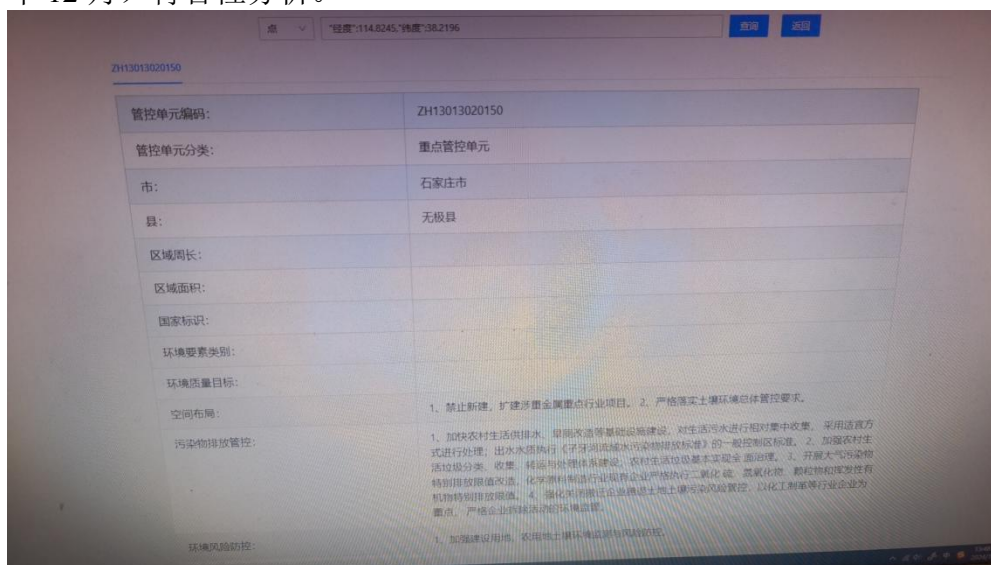 年 12 月）符合性分析。
点 "经度":114.8245,"纬度":38.2196 查询 返回
ZH13013020150
管控单元编码： ZH13013020150
管控单元分类： 重点管控单元
市： 石家庄市
县： 无极县
区域周长：
区域面积：
国家标识：
环境要素类别：
环境质量目标：
空间布局： 1、禁止新建，扩建涉重金属重点行业项目。 2、严格落实土壤环境总体管控要求。
污染物排放管控： 1、加快农村生活供排水、旱厕改造等基础设施建设，对生活污水进行相对集中收集， 采用适宜方
式进行处理；出水水质执行《子牙河流域水污染物排放标准》的一般控制区标准。 2、加强农村生
活垃圾分类、收集、转运与处理体系建设，农村生活垃圾基本实现全面治理。 3、开展大气污染物
特别排放限值改造，化学原料制造行业现有企业严格执行二氧化 硫、氮氧化物、颗粒物和挥发性有
机物特别排放限值。 4、强化关闭搬迁企业腾退土地土壤污染风险管控，以化工制革等行业企业为
重点， 严格企业拆除活动的环境监管。
环境风险防控： 1、加强建设用地、农用地土壤环境监测与风险防控。